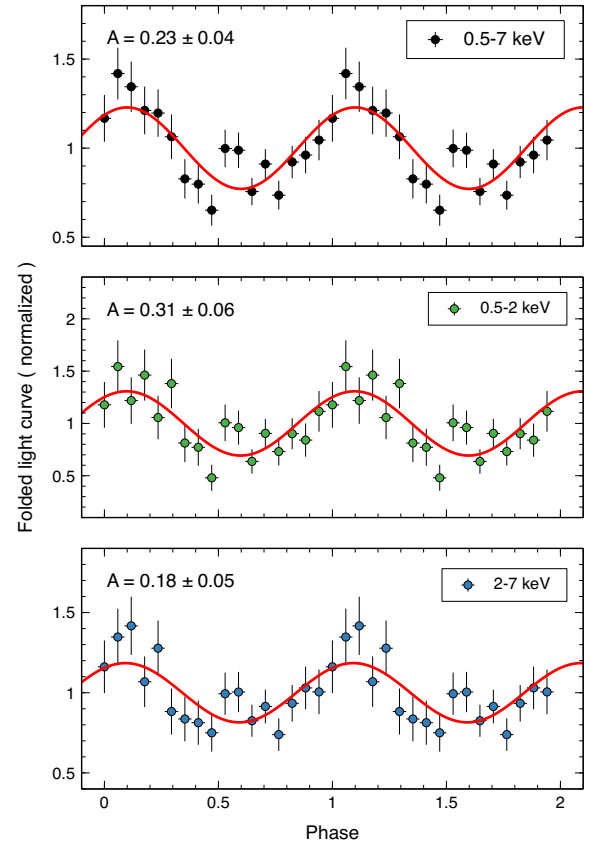 A = 0.23 ± 0.04
0.5-7 keV
1.5
1
0.5
A = 0.31 ± 0.06
0.5-2 keV
2
1.5
1
0.5
Folded light curve ( normalized )
A = 0.18 ± 0.05
2-7 keV
1.5
1
0.5
0 0.5 1 1.5 2
Phase